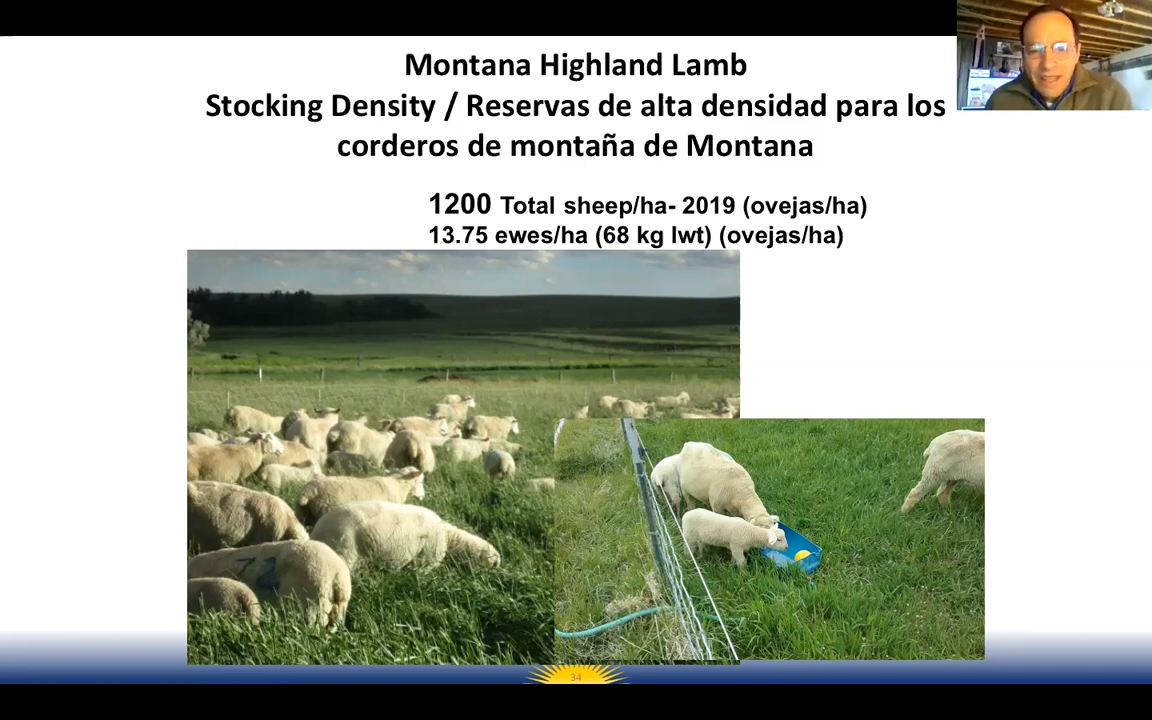 Montana Highland Lamb
Stocking Density / Reservas de alta densidad para los
corderos de montaña de Montana
1200 Total sheep/ha- 2019 (ovejas/ha)
13.75 ewes/ha (68 kg lwt) (ovejas/ha)
34